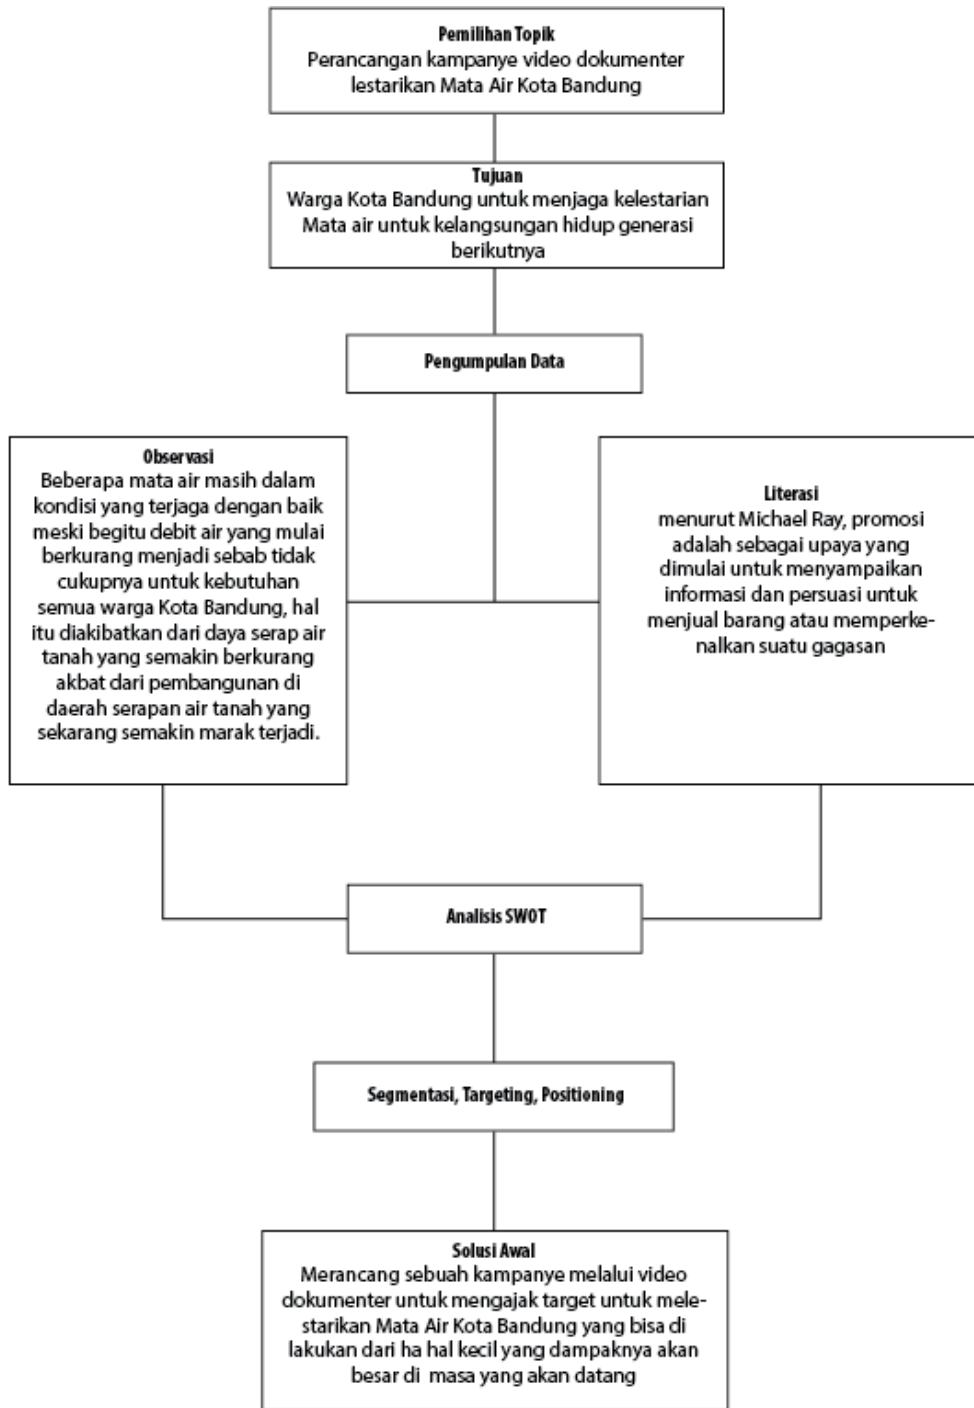 Pemilihan Topik
Perancangan kampanye video dokumenter
lestarikan Mata Air Kota Bandung
Tujuan
Warga Kota Bandung untuk menjaga kelestarian
Mata air untuk kelangsungan hidup generasi
berikutnya
Pengumpulan Data
Observasi
Beberapa mata air masih dalam
kondisi yang terjaga dengan baik
meski begitu debit air yang mulai
berkurang menjadi sebab tidak
cukupnya untuk kebutuhan
semua warga Kota Bandung, hal
itu diakibatkan dari daya serap air
tanah yang semakin berkurang
akbat dari pembangunan di
daerah serapan air tanah yang
sekarang semakin marak terjadi.
Literasi
menurut Michael Ray, promosi
adalah sebagai upaya yang
dimulai untuk menyampaikan
informasi dan persuasi untuk
menjual barang atau memperke-
nalkan suatu gagasan
Analisis SWOT
Segmentasi, Targeting, Positioning
Solusi Awal
Merancang sebuah kampanye melalui video
dokumenter untuk mengajak target untuk mele-
starikan Mata Air Kota Bandung yang bisa di
lakukan dari ha hal kecil yang dampaknya akan
besar di  masa yang akan datang